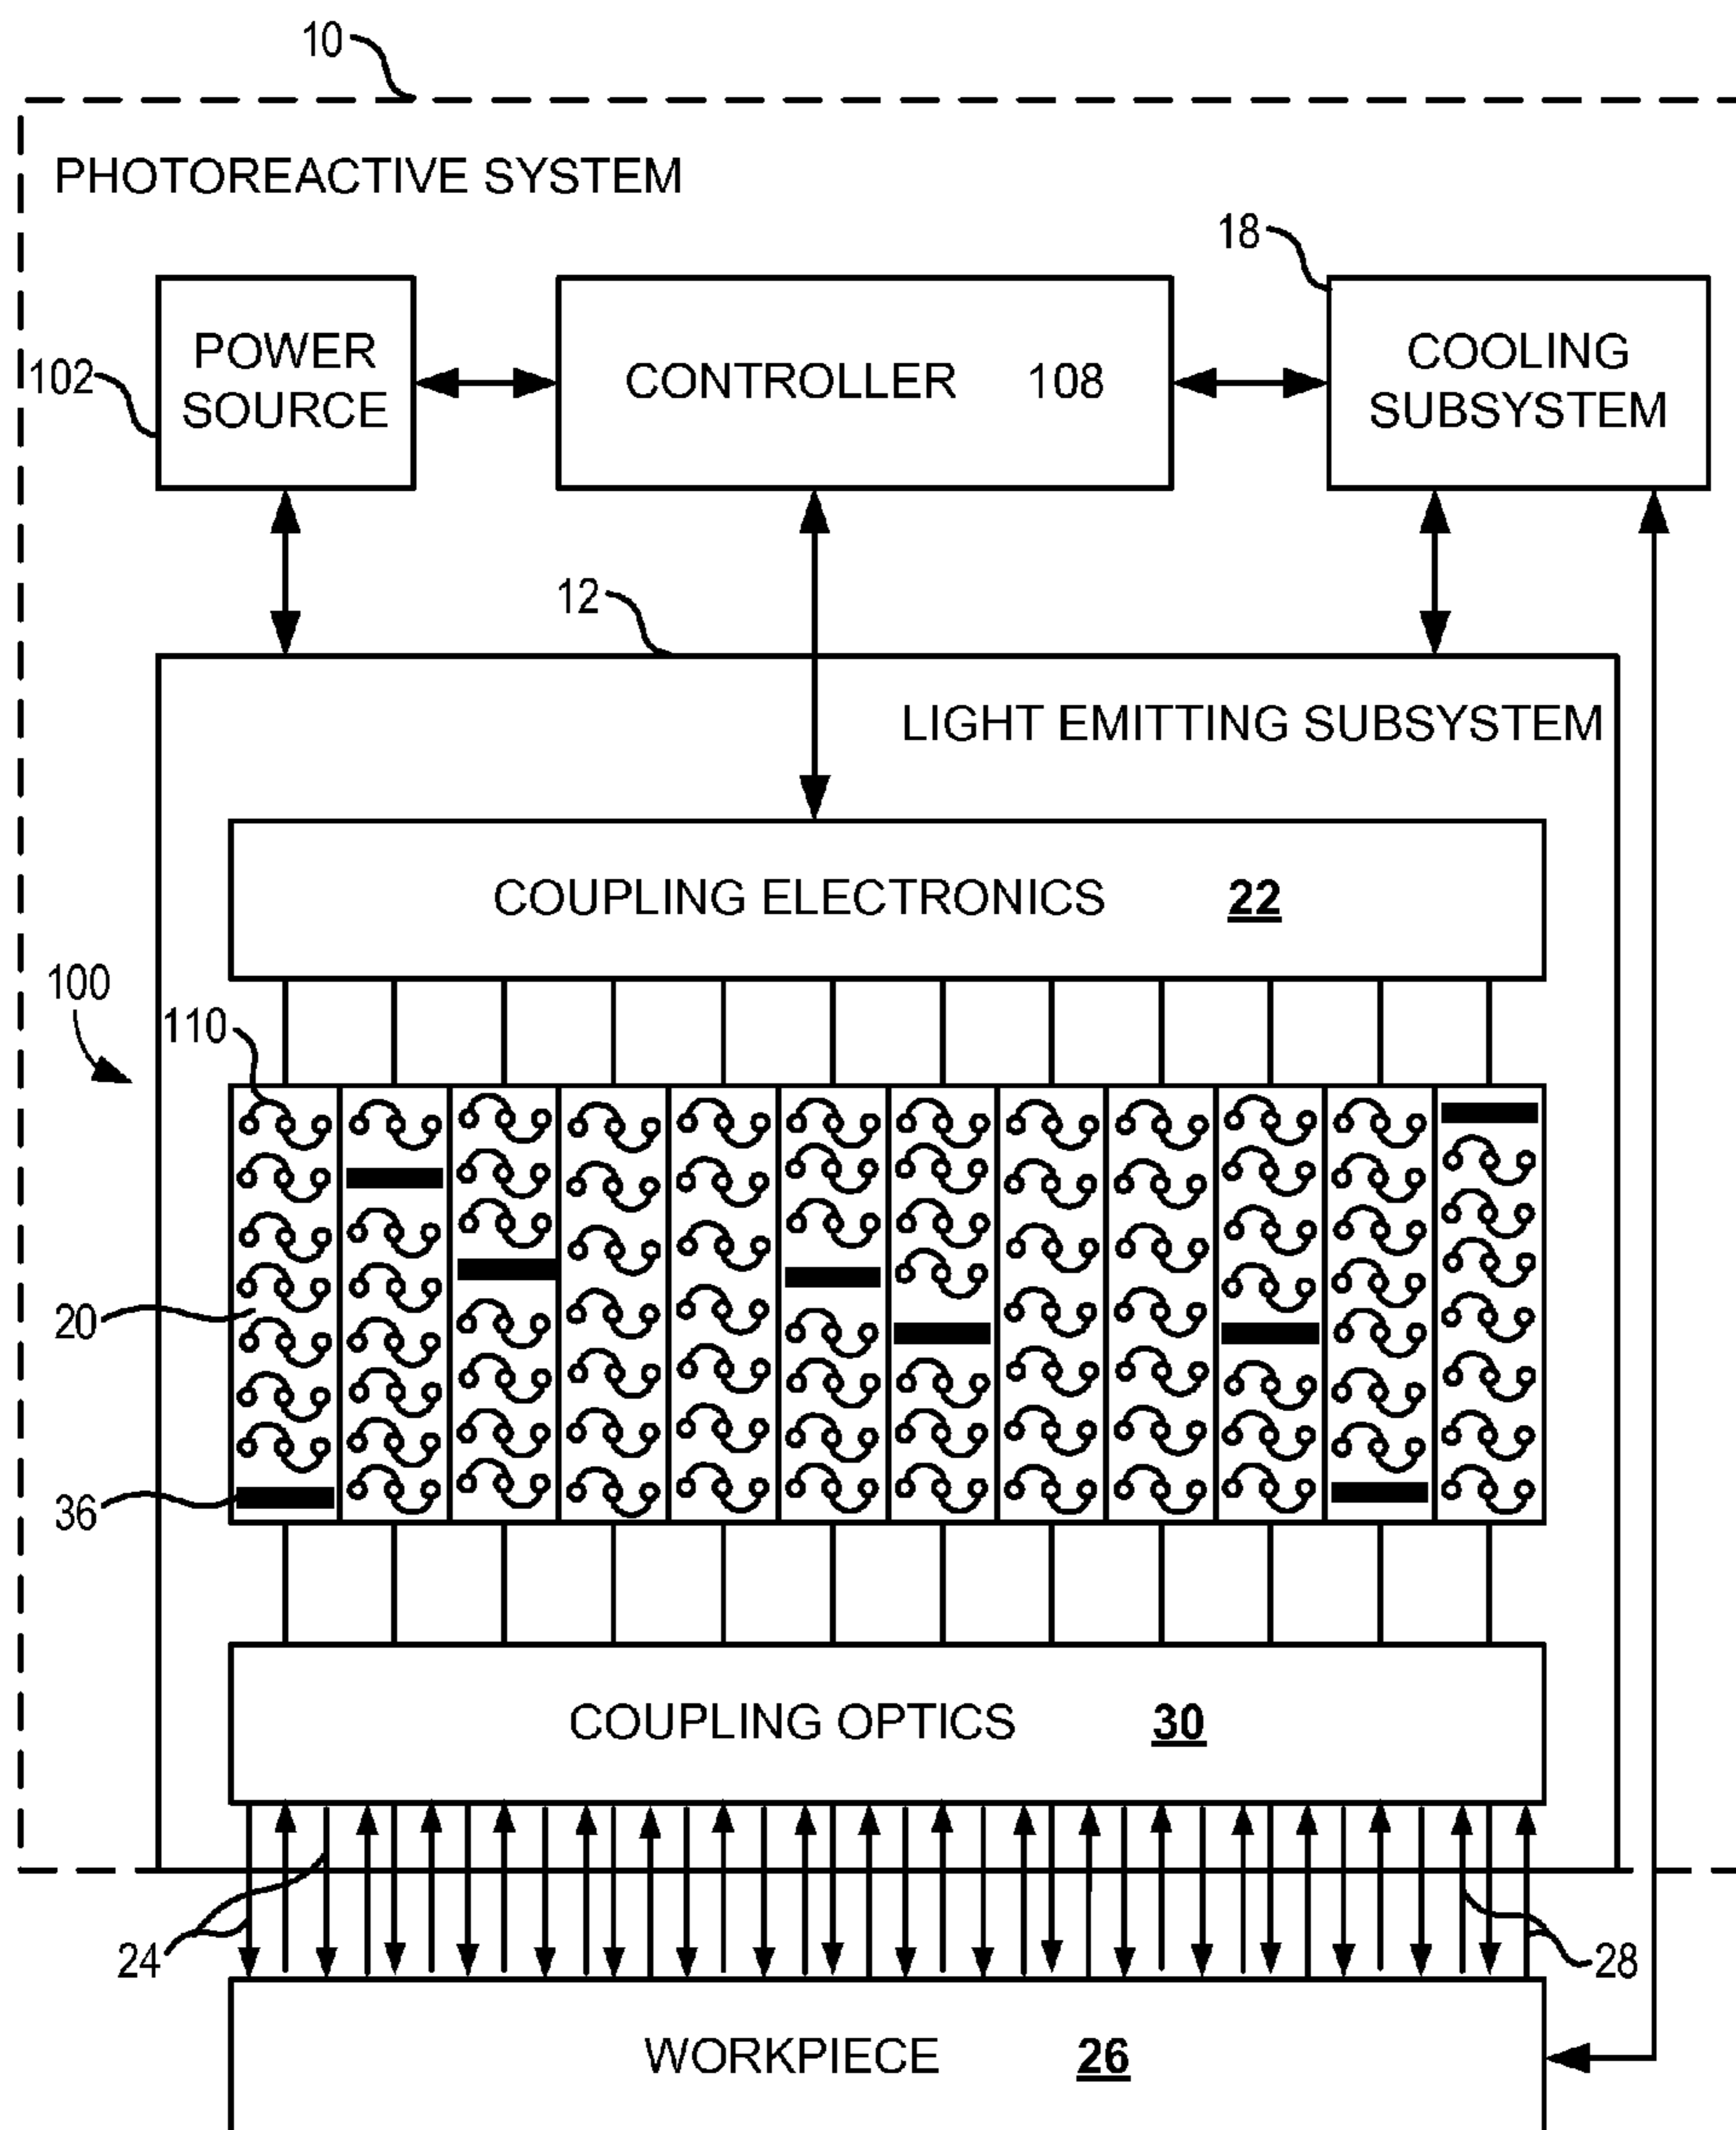 10
PHOTOREACTIVE SYSTEM
18
102
POWER
SOURCE
CONTROLLER 108
COOLING
SUBSYSTEM
12
LIGHT EMITTING SUBSYSTEM
COUPLING ELECTRONICS 22
100
110
20
36
COUPLING OPTICS 30
24
28
WORKPIECE 26